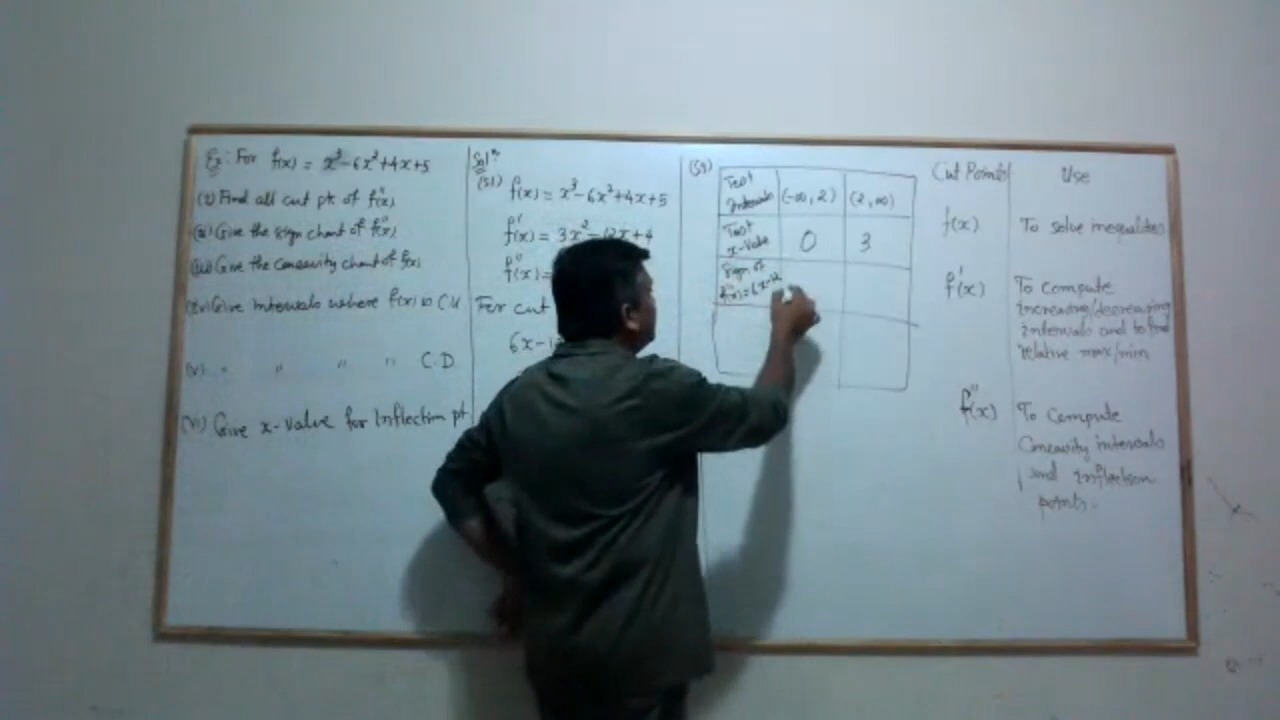 Ex: For f(x) = x³-6x²+4x+5
(i) Find all cut pt. of f''(x)
(ii) Give the sign chart of f''(x)
(iii) Give the concavity chart of f(x)
(iv) Give Intervals where f(x) is C.U
(v) " " " C.D
(vi) Give x-value for Inflection pt
Solⁿ
(S1) f(x) = x³-6x²+4x+5
f'(x) = 3x²-12x+4
f''(x) =
For cut
6x-1
(S3)
Test Intervals (-∞, 2) (2, ∞)
Test x-value 0 3
Sign of
f''(x)=6x-12
Cut Points Use
f(x) To solve inequalities
f'(x) To compute
increasing/decreasing
intervals and to find
relative max/min
f''(x) To compute
concavity intervals
and inflection
points.